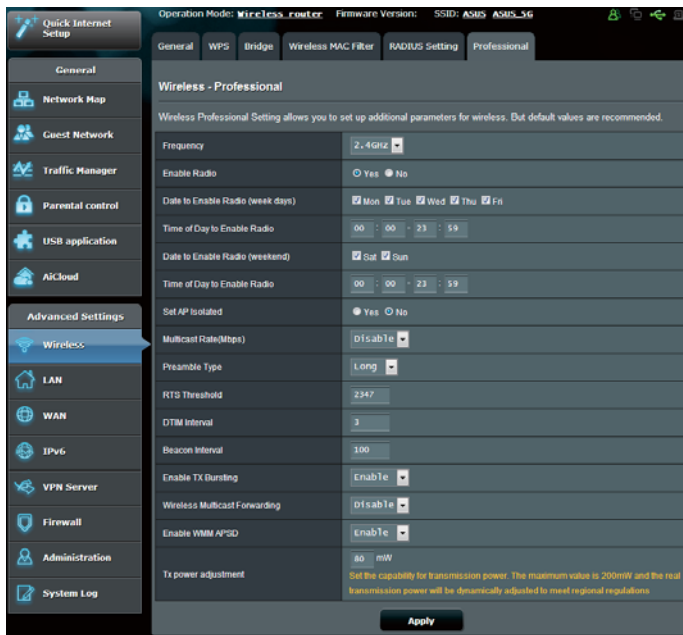 Quick Internet
Setup
Operation Mode: Wireless router Firmware Version: SSID: ASUS ASUS_5G
General WPS Bridge Wireless MAC Filter RADIUS Setting Professional
General
Network Map
Guest Network
Traffic Manager
Parental control
USB application
AiCloud
Advanced Settings
Wireless
LAN
WAN
IPv6
VPN Server
Firewall
Administration
System Log
Wireless - Professional
Wireless Professional Setting allows you to set up additional parameters for wireless. But default values are recommended.
Frequency 2.4GHz
Enable Radio Yes No
Date to Enable Radio (week days) Mon Tue Wed Thu Fri
Time of Day to Enable Radio 00 : 00 - 23 : 59
Date to Enable Radio (weekend) Sat Sun
Time of Day to Enable Radio 00 : 00 - 23 : 59
Set AP Isolated Yes No
Multicast Rate(Mbps) Disable
Preamble Type Long
RTS Threshold 2347
DTIM Interval 3
Beacon Interval 100
Enable TX Bursting Enable
Wireless Multicast Forwarding Disable
Enable WMM APSD Enable
Tx power adjustment 80 mW
Set the capability for transmission power. The maximum value is 200mW and the real
transmission power will be dynamically adjusted to meet regional regulations
Apply